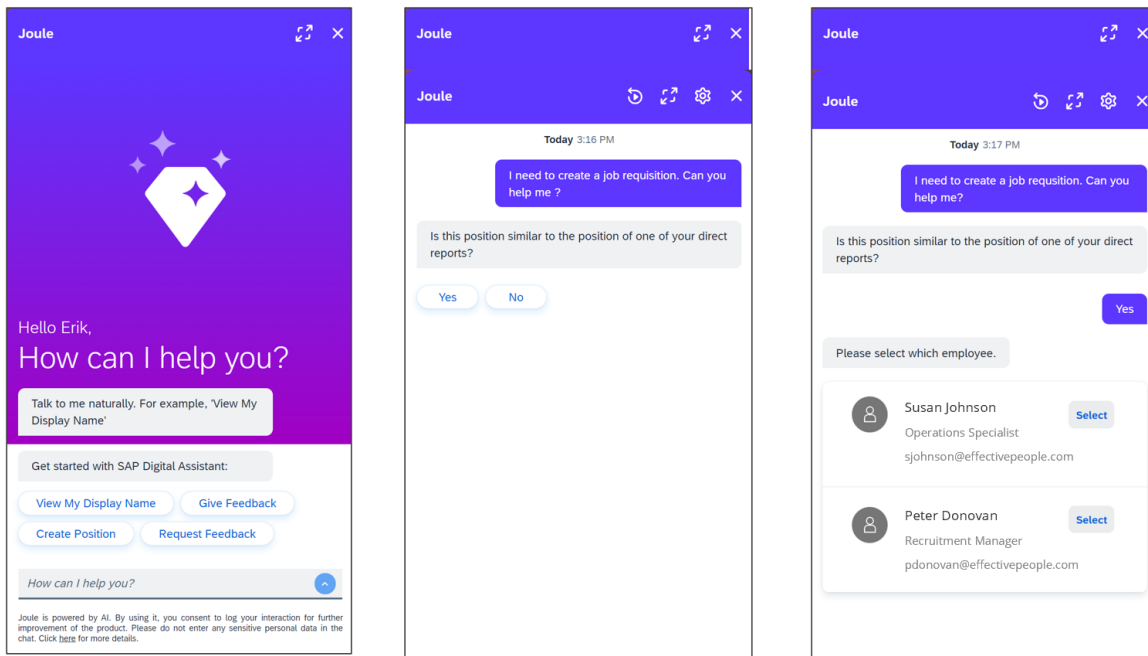 Joule
Hello Erik,
How can I help you?
Talk to me naturally. For example, 'View My
Display Name'
Get started with SAP Digital Assistant:
View My Display Name
Give Feedback
Create Position
Request Feedback
How can I help you?
Joule is powered by AI. By using it, you consent to log your interaction for further
improvement of the product. Please do not enter any sensitive personal data in the
chat. Click here for more details.
Joule
Joule
Today 3:16 PM
I need to create a job requisition. Can you
help me ?
Is this position similar to the position of one of your direct
reports?
Yes
No
Joule
Joule
Today 3:17 PM
I need to create a job requsition. Can you
help me?
Is this position similar to the position of one of your direct
reports?
Yes
Please select which employee.
Susan Johnson
Select
Operations Specialist
sjohnson@effectivepeople.com
Peter Donovan
Select
Recruitment Manager
pdonovan@effectivepeople.com